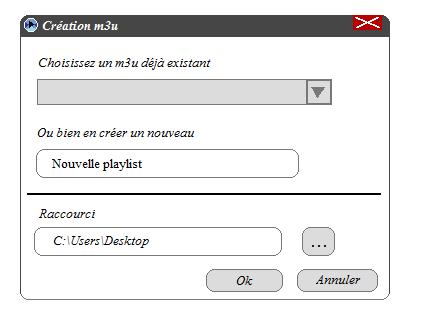 Création m3u
Choisissez un m3u déjà existant
Ou bien en créer un nouveau
Nouvelle playlist
Raccourci
C:\Users\Desktop
...
Ok
Annuler